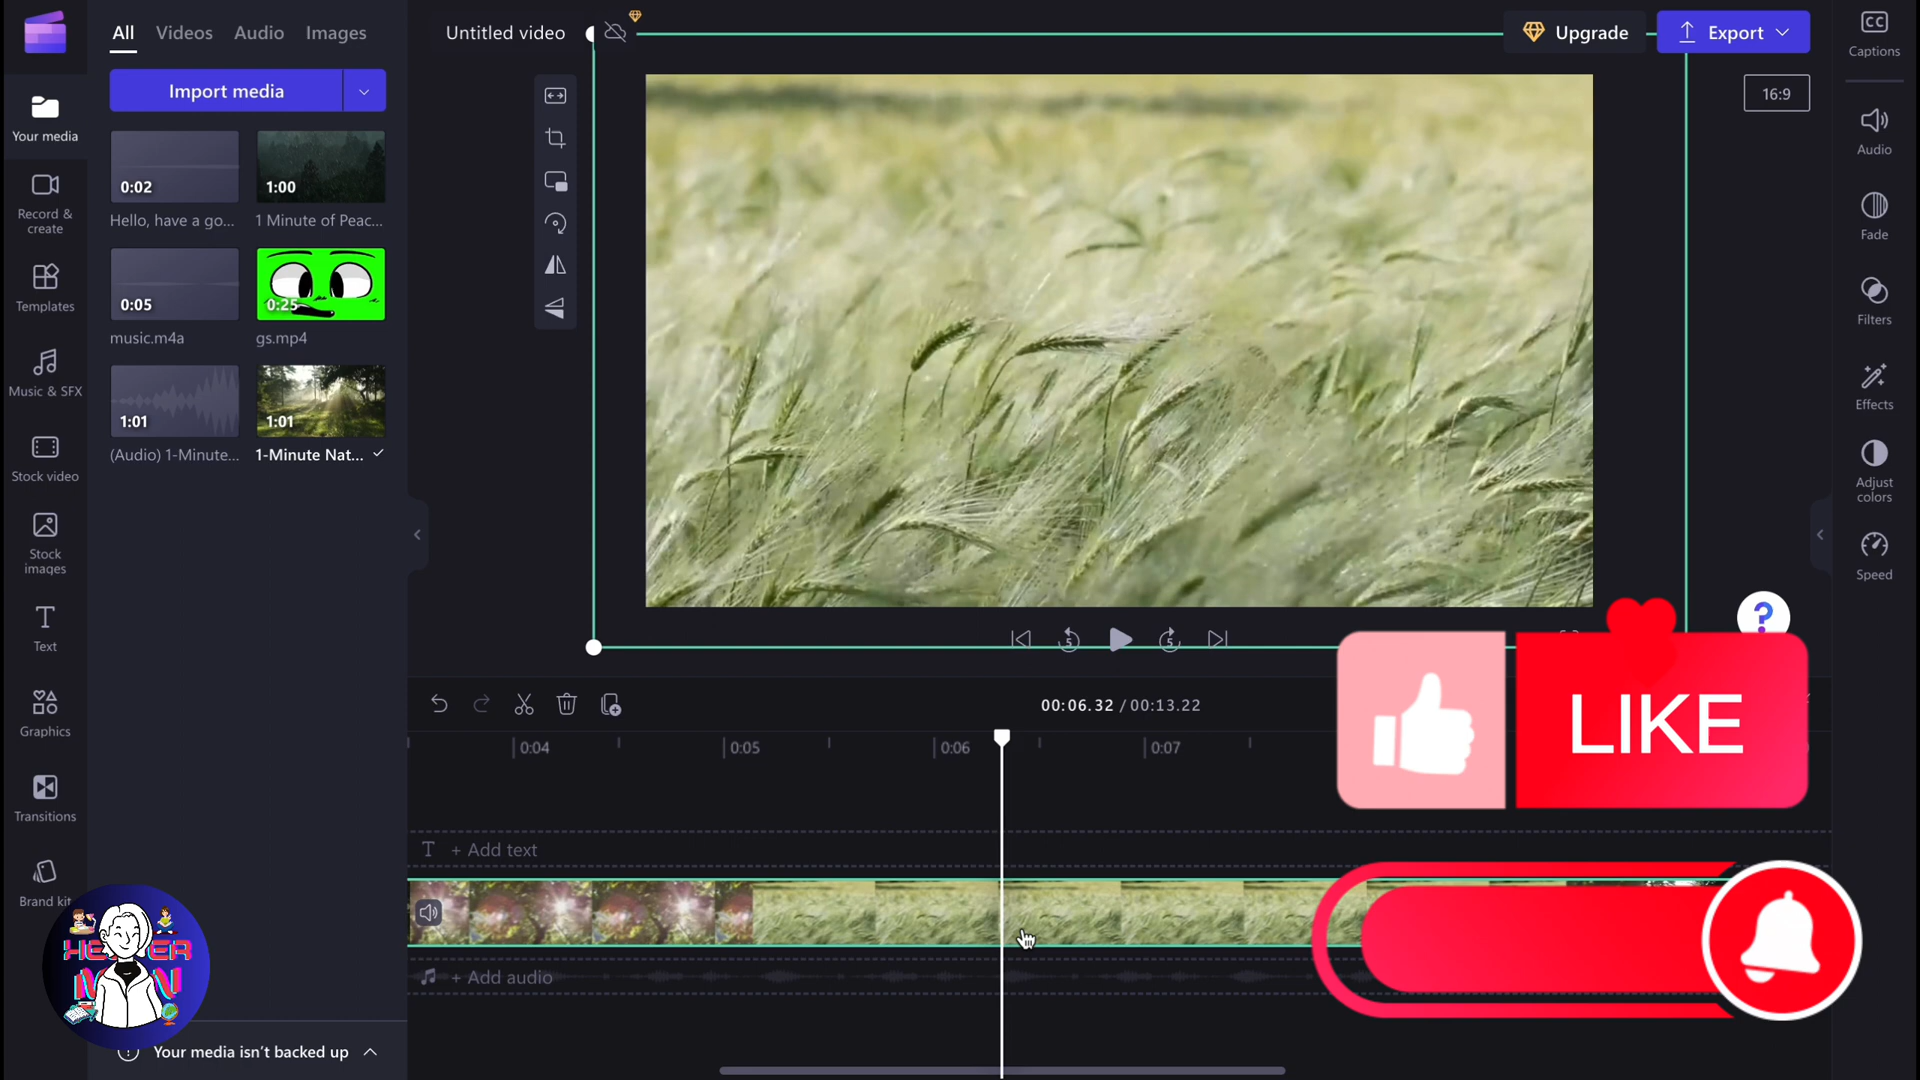 All Videos Audio Images
Import media
0:02
1:00
Hello, have a go...
1 Minute of Peac...
0:05
0:25
music.m4a
gs.mp4
1:01
1:01
(Audio) 1-Minute...
1-Minute Nat...
Your media
Record &
create
Templates
Music & SFX
Stock video
Stock
images
Text
Graphics
Transitions
Brand kit
Your media isn't backed up
Untitled video
Upgrade
Export
16:9
CC
Captions
Audio
Fade
Filters
Effects
Adjust
colors
Speed
?
5
5
00:06.32 / 00:13.22
0:04 0:05 0:06 0:07
T + Add text
+ Add audio
LIKE